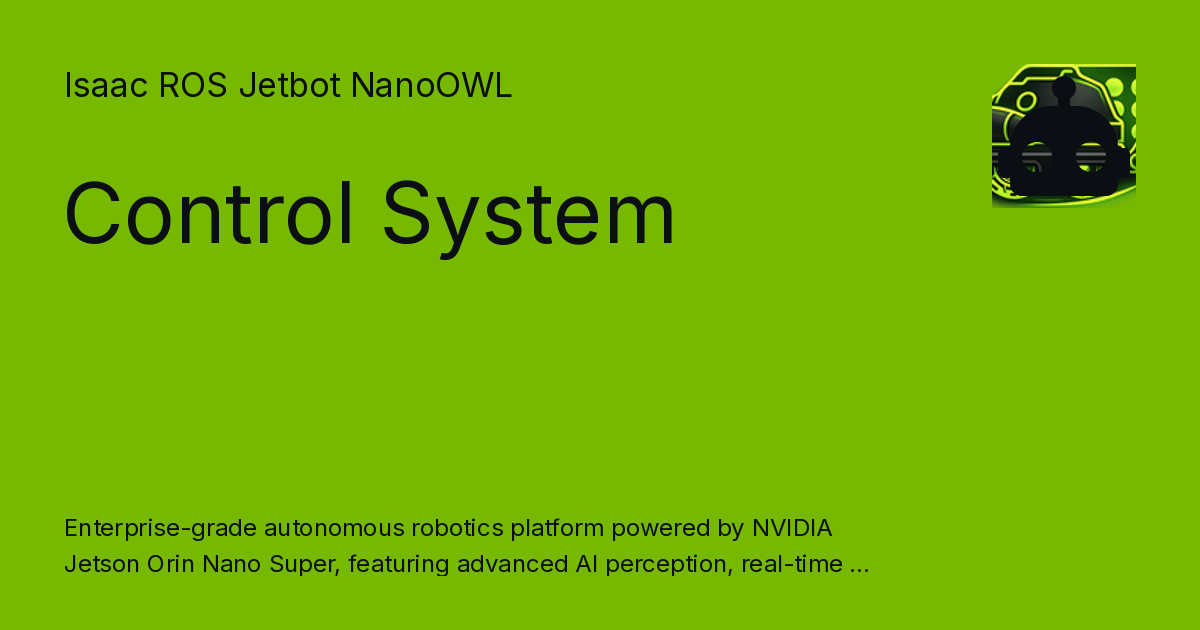 Isaac ROS Jetbot NanoOWL
Control System
Enterprise-grade autonomous robotics platform powered by NVIDIA
Jetson Orin Nano Super, featuring advanced AI perception, real-time ...